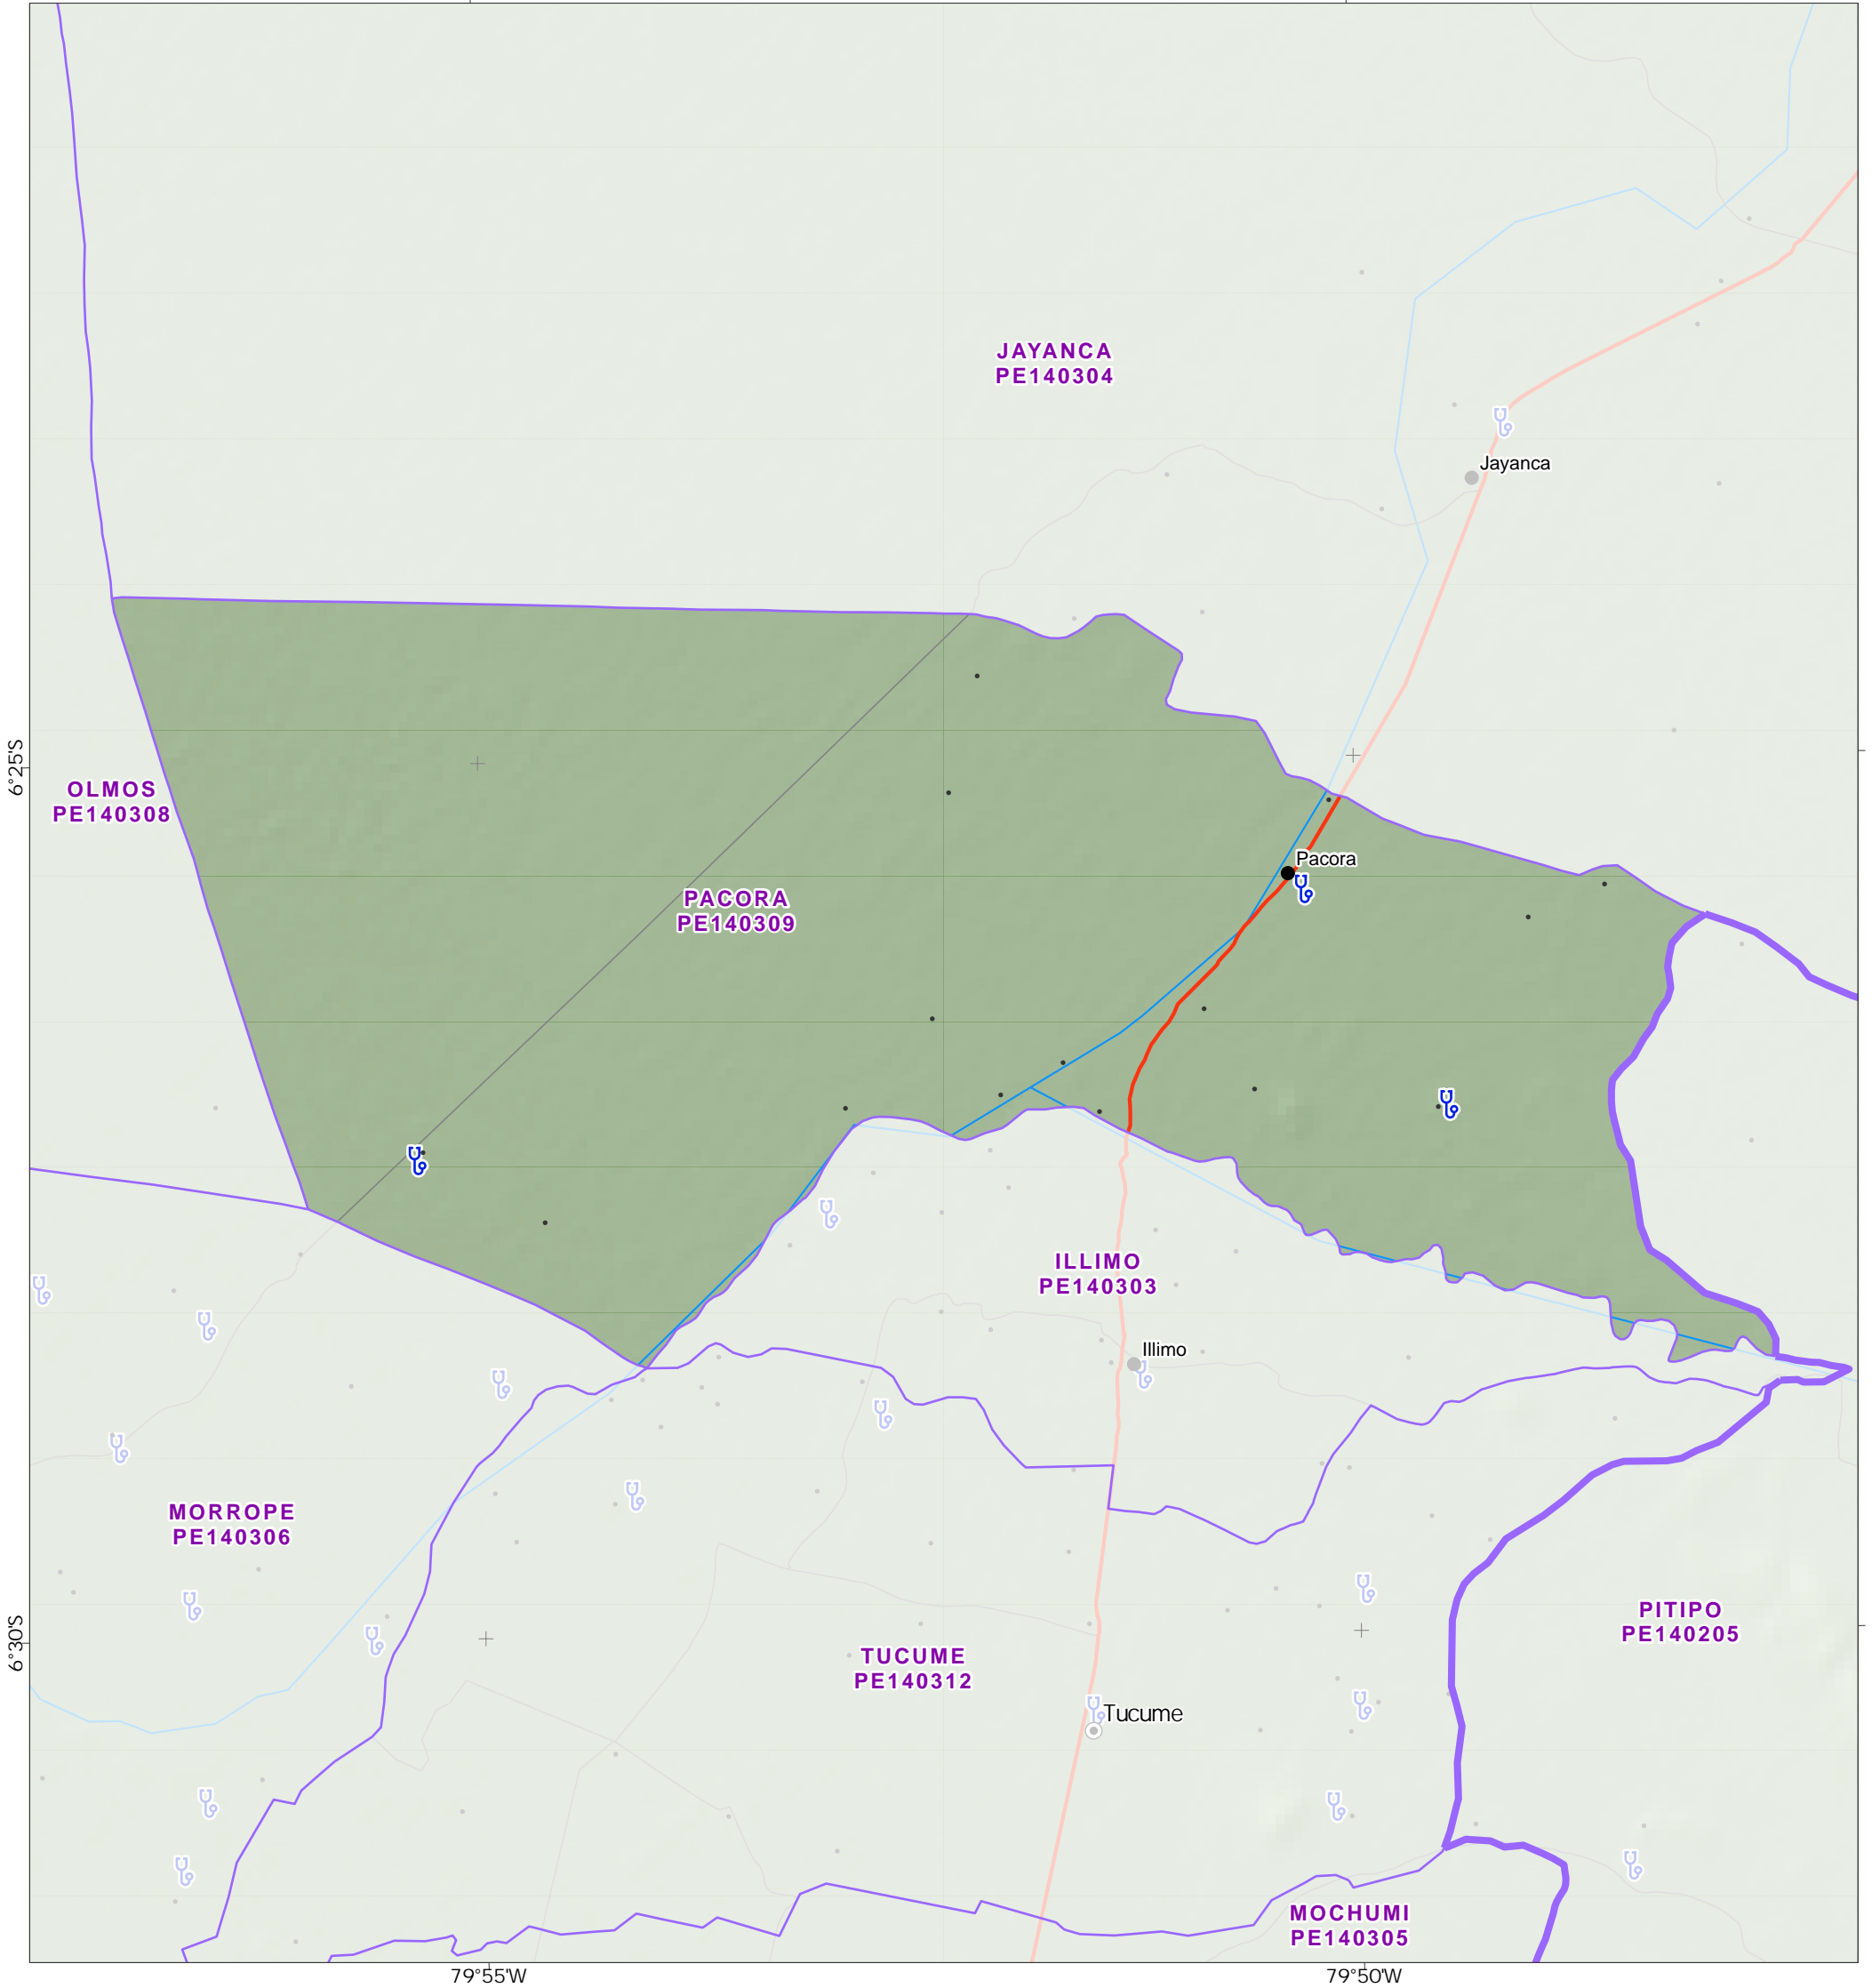 JAYANCA
PE140304
Jayanca
6°25'S
OLMOS
PE140308
Pacora
PACORA
PE140309
ILLIMO
PE140303
Illimo
MORROPE
PE140306
6°30'S
PITIPO
PE140205
TUCUME
PE140312
Tucume
MOCHUMI
PE140305
79°55'W
79°50'W